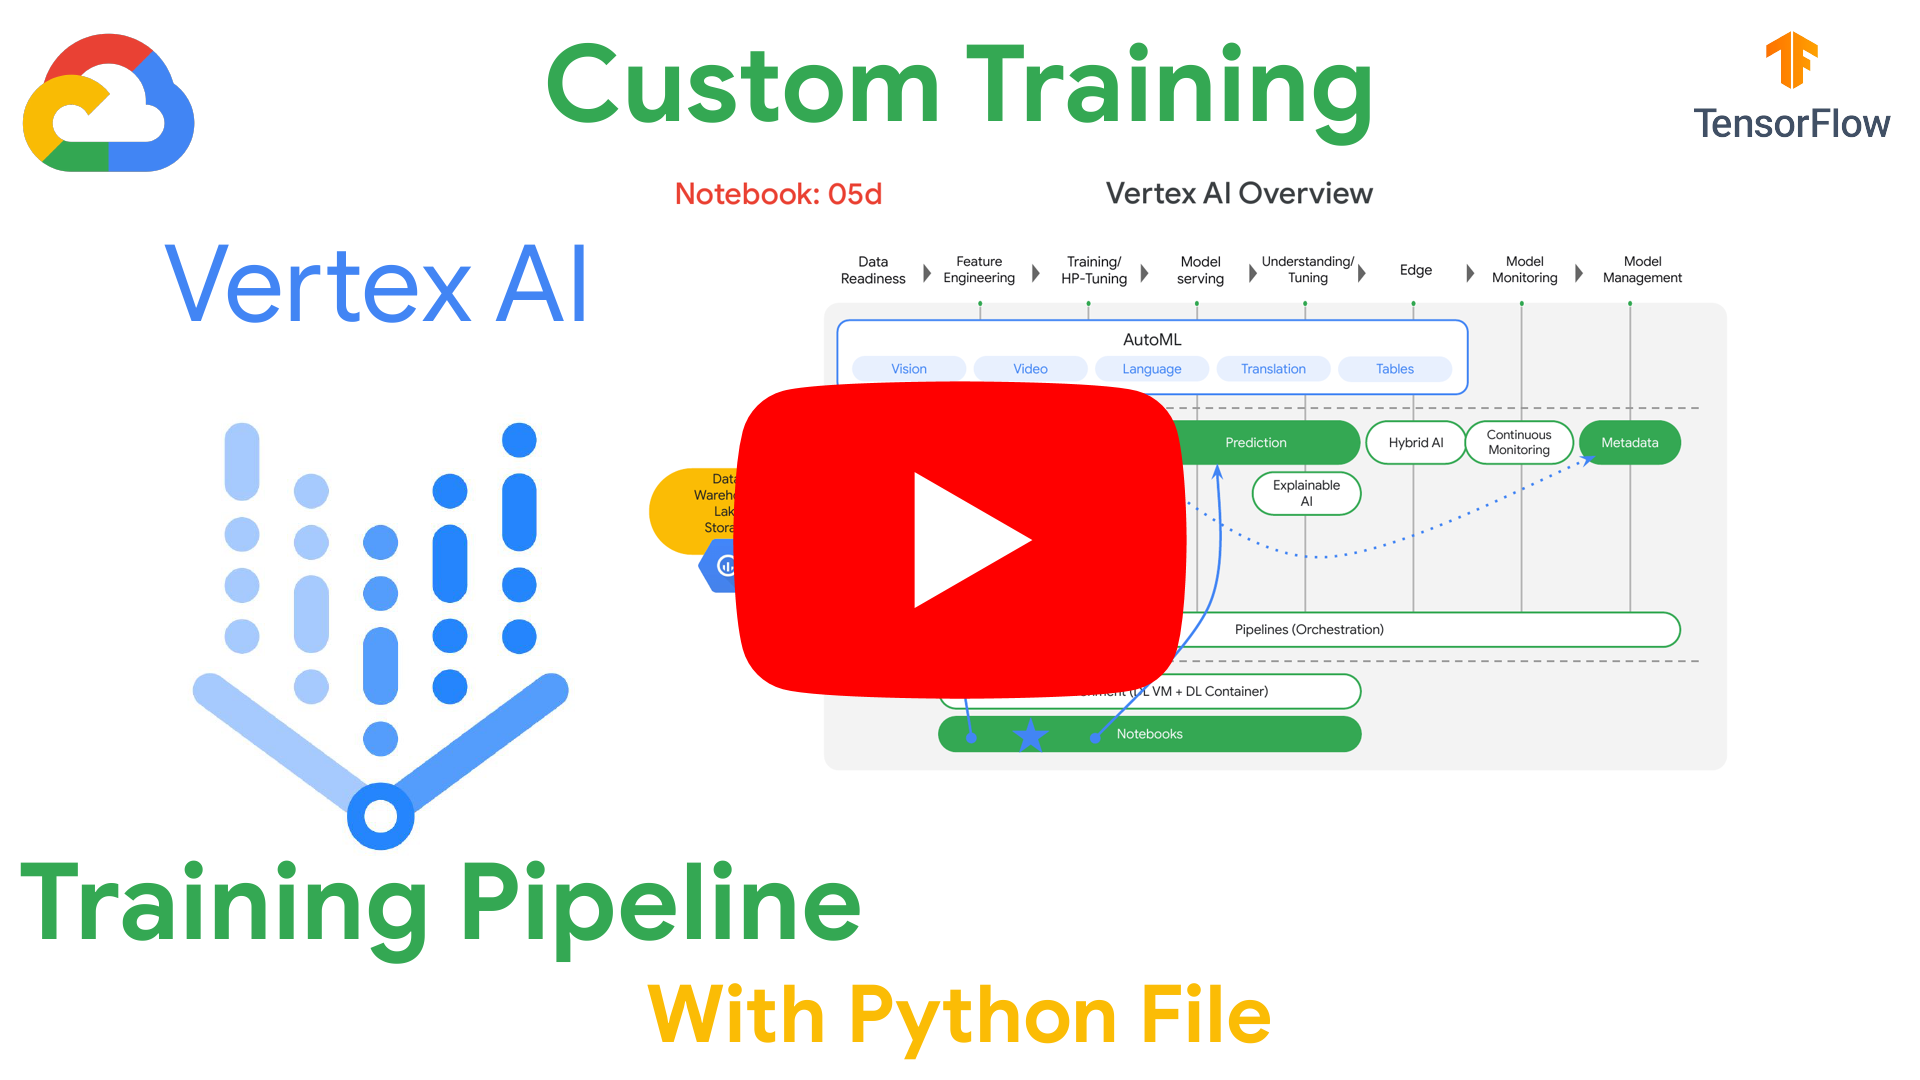 Custom Training
TensorFlow
Notebook: 05d
Vertex AI Overview
Vertex AI
Data
Readiness
Feature
Engineering
Training/
HP-Tuning
Model
serving
Understanding/
Tuning
Edge
Model
Monitoring
Model
Management
AutoML
Vision
Video
Language
Translation
Tables
Prediction
Hybrid AI
Continuous
Monitoring
Metadata
Explainable
AI
Data
Pipelines (Orchestration)
VM + DL Container)
Notebooks
Training Pipeline
With Python File